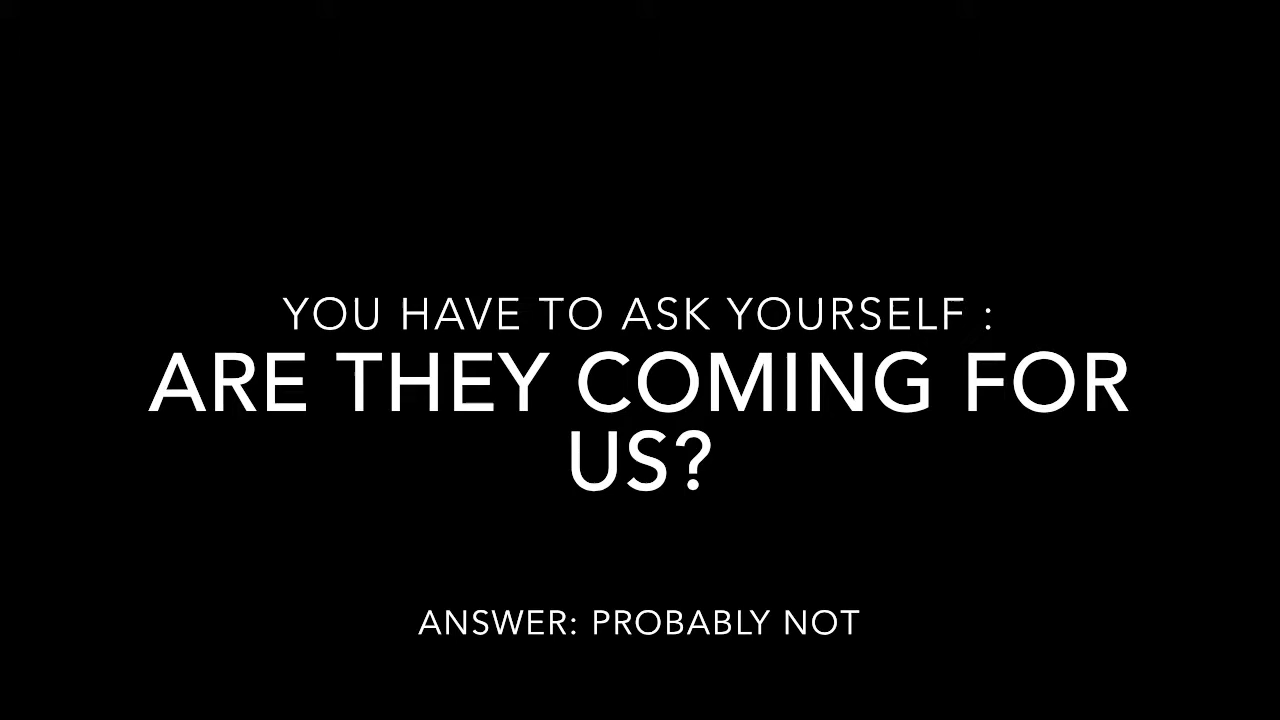 YOU HAVE TO ASK YOURSELF :
ARE THEY COMING FOR
US?
ANSWER: PROBABLY NOT